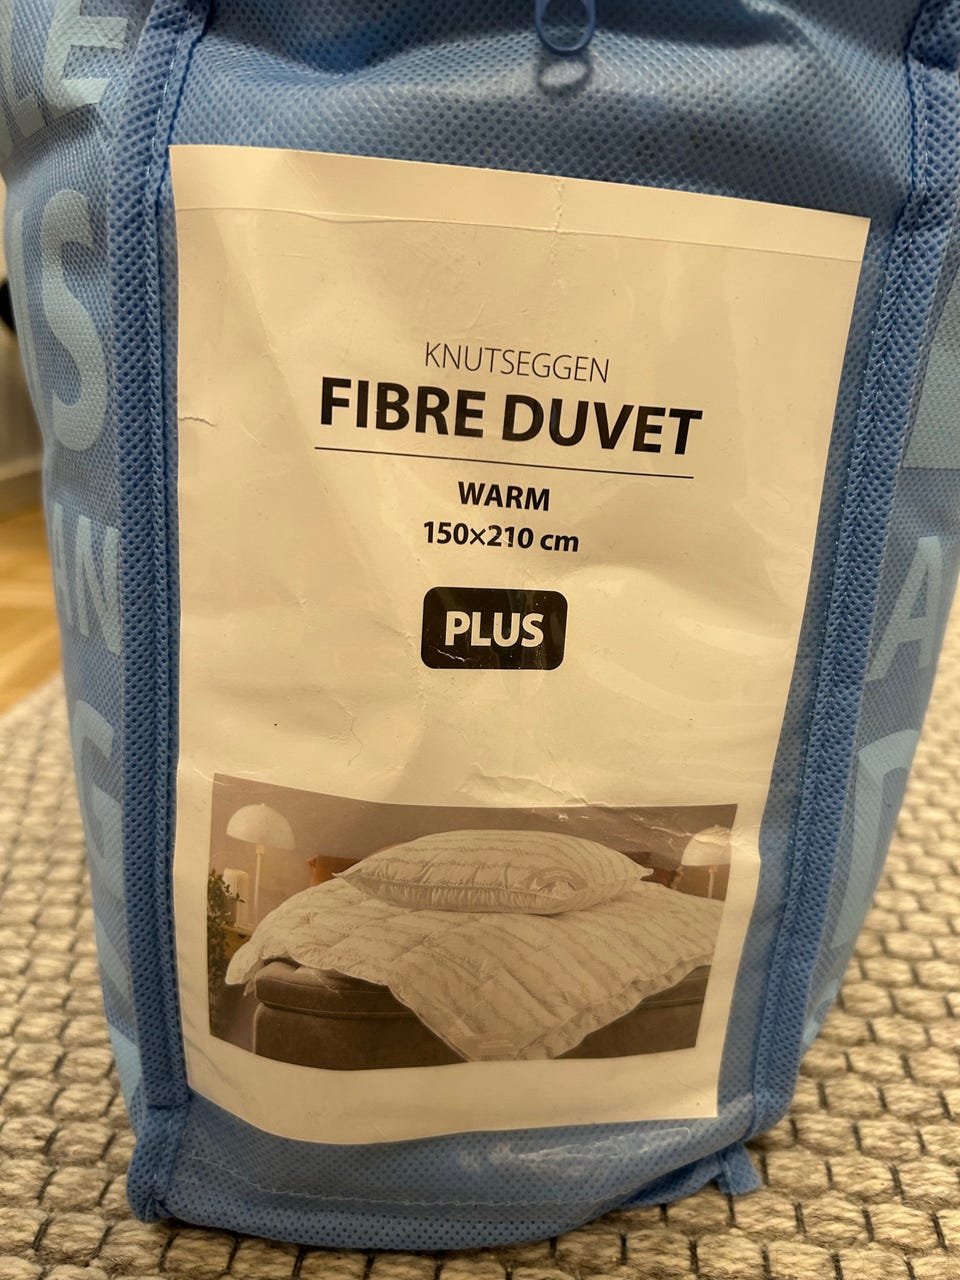 KNUTSEGGEN
FIBRE DUVET
WARM
150×210 cm
PLUS